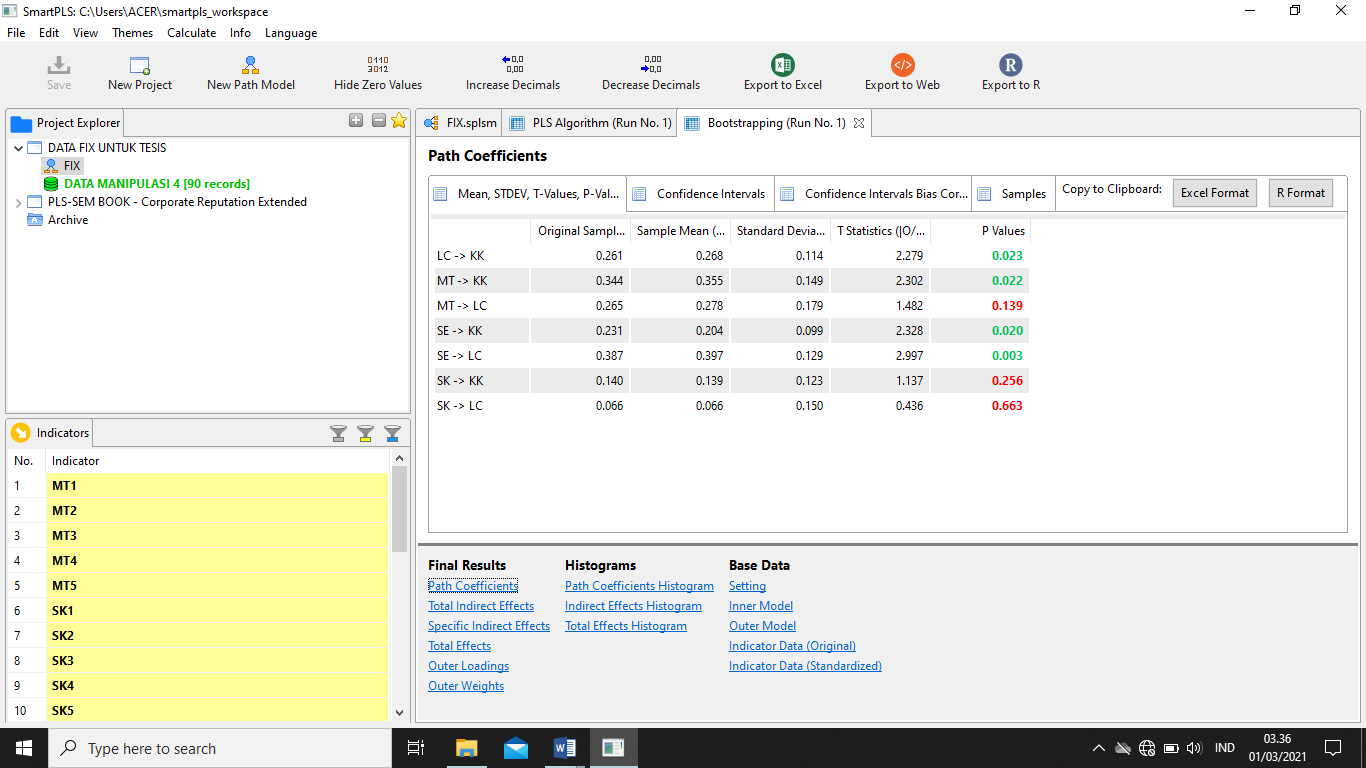 SmartPLS: C:\Users\ACER\smartpls_workspace
File Edit View Themes Calculate Info Language
Save New Project New Path Model Hide Zero Values Increase Decimals Decrease Decimals Export to Excel Export to Web Export to R
Project Explorer
DATA FIX UNTUK TESIS
FIX
DATA MANIPULASI 4 [90 records]
PLS-SEM BOOK - Corporate Reputation Extended
Archive
Indicators
No. Indicator
1 MT1
2 MT2
3 MT3
4 MT4
5 MT5
6 SK1
7 SK2
8 SK3
9 SK4
10 SK5
FIX.splsm PLS Algorithm (Run No. 1) Bootstrapping (Run No. 1)
Path Coefficients
Mean, STDEV, T-Values, P-Val... Confidence Intervals Confidence Intervals Bias Cor... Samples Copy to Clipboard: Excel Format R Format
Original Sampl... Sample Mean (... Standard Devia... T Statistics (|O/... P Values
LC -> KK 0.261 0.268 0.114 2.279 0.023
MT -> KK 0.344 0.355 0.149 2.302 0.022
MT -> LC 0.265 0.278 0.179 1.482 0.139
SE -> KK 0.231 0.204 0.099 2.328 0.020
SE -> LC 0.387 0.397 0.129 2.997 0.003
SK -> KK 0.140 0.139 0.123 1.137 0.256
SK -> LC 0.066 0.066 0.150 0.436 0.663
Final Results Histograms Base Data
Path Coefficients Path Coefficients Histogram Setting
Total Indirect Effects Indirect Effects Histogram Inner Model
Specific Indirect Effects Total Effects Histogram Outer Model
Total Effects Indicator Data (Original)
Outer Loadings Indicator Data (Standardized)
Outer Weights
Type here to search
IND
03.36
01/03/2021